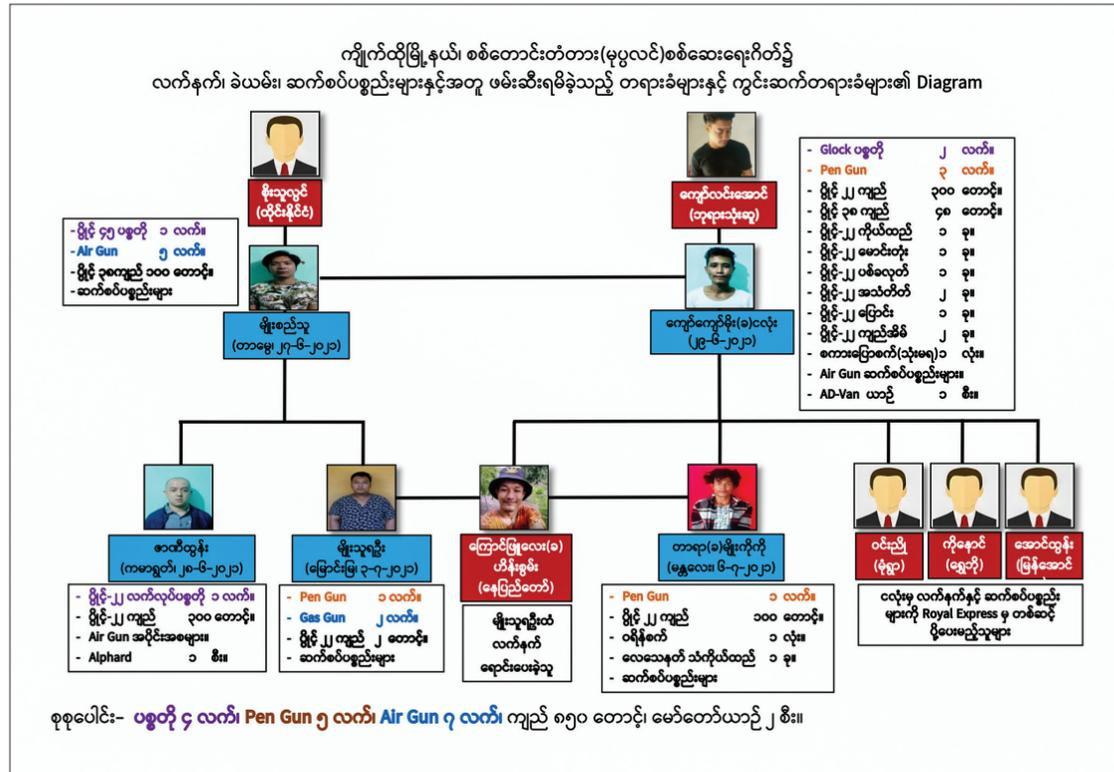 ကျိုက်ထိုမြို့နယ်၊ စစ်တောင်းတံတား(မုပ္ပလင်)စစ်ဆေးရေးဂိတ်၌
လက်နက်၊ ခဲယမ်း၊ ဆက်စပ်ပစ္စည်းများနှင့်အတူ ဖမ်းဆီးရမိခဲ့သည့် တရားခံများနှင့် ကွင်းဆက်တရားခံများ၏ Diagram
စိုးသူလွင်
(ထိုင်းနိုင်ငံ)
ကျော်လင်းအောင်
(ဘုရားသုံးဆူ)
- ပွိုင့် ၄၅ ပစ္စတို ၁ လက်။
- Air Gun ၅ လက်။
- ပွိုင့် ၃၈ကျည် ၁၀၀ တောင့်။
- ဆက်စပ်ပစ္စည်းများ
မျိုးစည်သူ
(တာမွေ၊ ၂၇-၆-၂၀၂၁)
ကျော်ကျော်မိုး(ခ)ငလုံး
(၂၉-၆-၂၀၂၁)
- Glock ပစ္စတို ၂ လက်။
- Pen Gun ၃ လက်။
- ပွိုင့် ၂၂ ကျည် ၃၀၀ တောင့်။
- ပွိုင့် ၃၈ ကျည် ၄၈ တောင့်။
- ပွိုင့်-၂၂ ကိုယ်ထည် ၁ ခု။
- ပွိုင့်-၂၂ မောင်းတုံး ၁ ခု။
- ပွိုင့်-၂၂ ပစ်ခလုတ် ၁ ခု။
- ပွိုင့်-၂၂ အသံတိတ် ၂ ခု။
- ပွိုင့်-၂၂ ပြောင်း ၁ ခု။
- ပွိုင့်-၂၂ ကျည်အိမ် ၂ ခု။
- စကားပြောစက်(သုံးမရ)၁ လုံး။
- Air Gun ဆက်စပ်ပစ္စည်းများ။
- AD-Van ယာဉ် ၁ စီး။
ဇာဏီထွန်း
(ကမာရွတ်၊ ၂၈-၆-၂၀၂၁)
- ပွိုင့်-၂၂ လက်လုပ်ပစ္စတို ၁ လက်။
- ပွိုင့်-၂၂ ကျည် ၃၀၀ တောင့်။
- Air Gun အပိုင်းအစများ။
- Alphard ၁ စီး။
မျိုးသူရဦး
(မြောင်းမြ၊ ၃-၇-၂၀၂၁)
- Pen Gun ၁ လက်။
- Gas Gun ၂ လက်။
- ပွိုင့် ၂၂ ကျည် ၂ တောင့်။
- ဆက်စပ်ပစ္စည်းများ
ကြောင်ဖြူလေး(ခ)
ဟိန်းစွမ်း
(နေပြည်တော်)
မျိုးသူရဦးထံ
လက်နက်
ရောင်းပေးခဲ့သူ
တာရာ(ခ)မျိုးကိုကို
(မန္တလေး၊ ၆-၇-၂၀၂၁)
- Pen Gun ၁ လက်။
- ပွိုင့် ၂၂ ကျည် ၁၀၀ တောင့်။
- ဝရိန်စက် ၁ လုံး။
- လေသေနတ် သံကိုယ်ထည် ၁ ခု။
- ဆက်စပ်ပစ္စည်းများ
ဝင်းညို
(မုံရွာ)
ကိုနောင်
(ရွှေဘို)
အောင်ထွန်း
(မြန်အောင်
ငလုံးမှ လက်နက်နှင့် ဆက်စပ်ပစ္စည်း
များကို Royal Express မှ တစ်ဆင့်
ပို့ပေးမည့်သူများ
စုစုပေါင်း– ပစ္စတို ၄ လက်၊ Pen Gun ၅ လက်၊ Air Gun ၇ လက်၊ ကျည် ၈၅၀ တောင့်၊ မော်တော်ယာဉ် ၂ စီး။